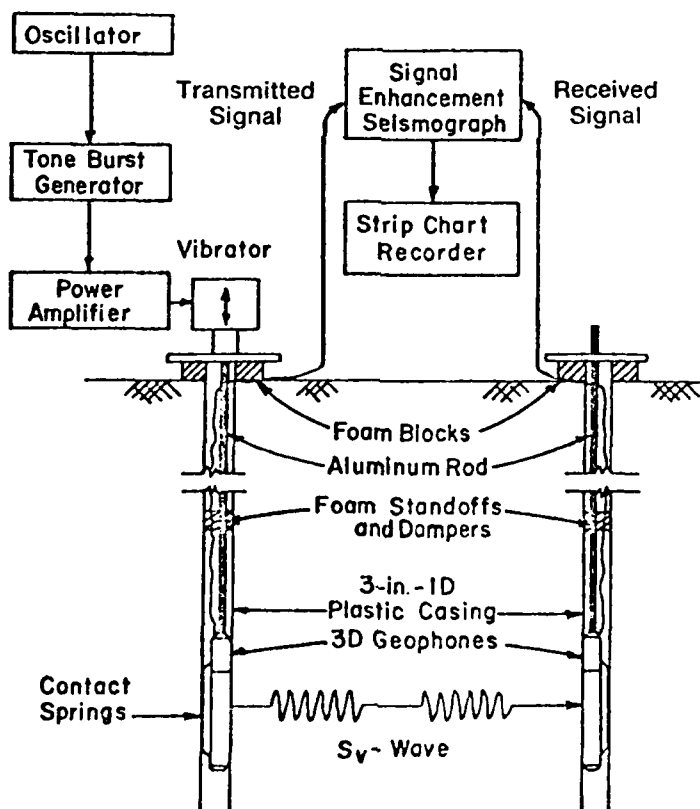 Oscillator
Tone Burst
Generator
Power
Amplifier
Vibrator
Transmitted
Signal
Signal
Enhancement
Seismograph
Received
Signal
Strip Chart
Recorder
Foam Blocks
Aluminum Rod
Foam Standoffs
and Dampers
3-in.-ID
Plastic Casing
3D Geophones
Contact
Springs
Sv~ Wave